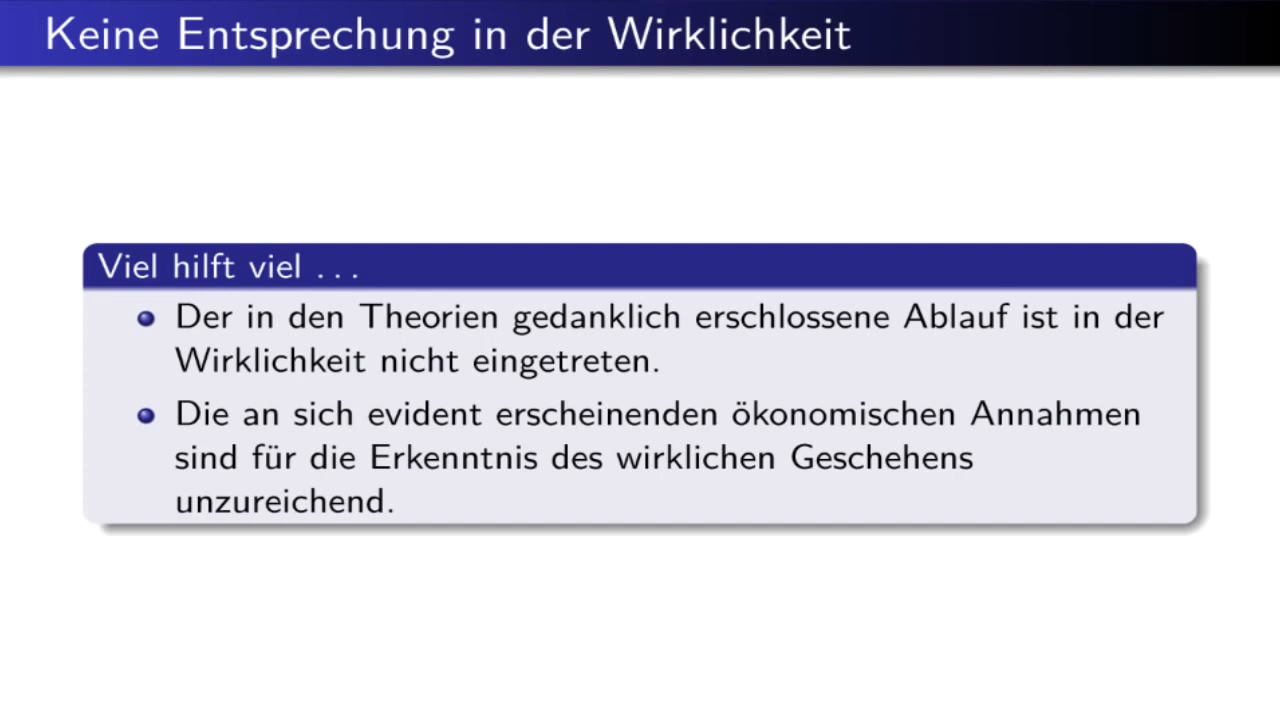 Keine Entsprechung in der Wirklichkeit
Viel hilft viel ...
Der in den Theorien gedanklich erschlossene Ablauf ist in der
Wirklichkeit nicht eingetreten.
Die an sich evident erscheinenden ökonomischen Annahmen
sind für die Erkenntnis des wirklichen Geschehens
unzureichend.